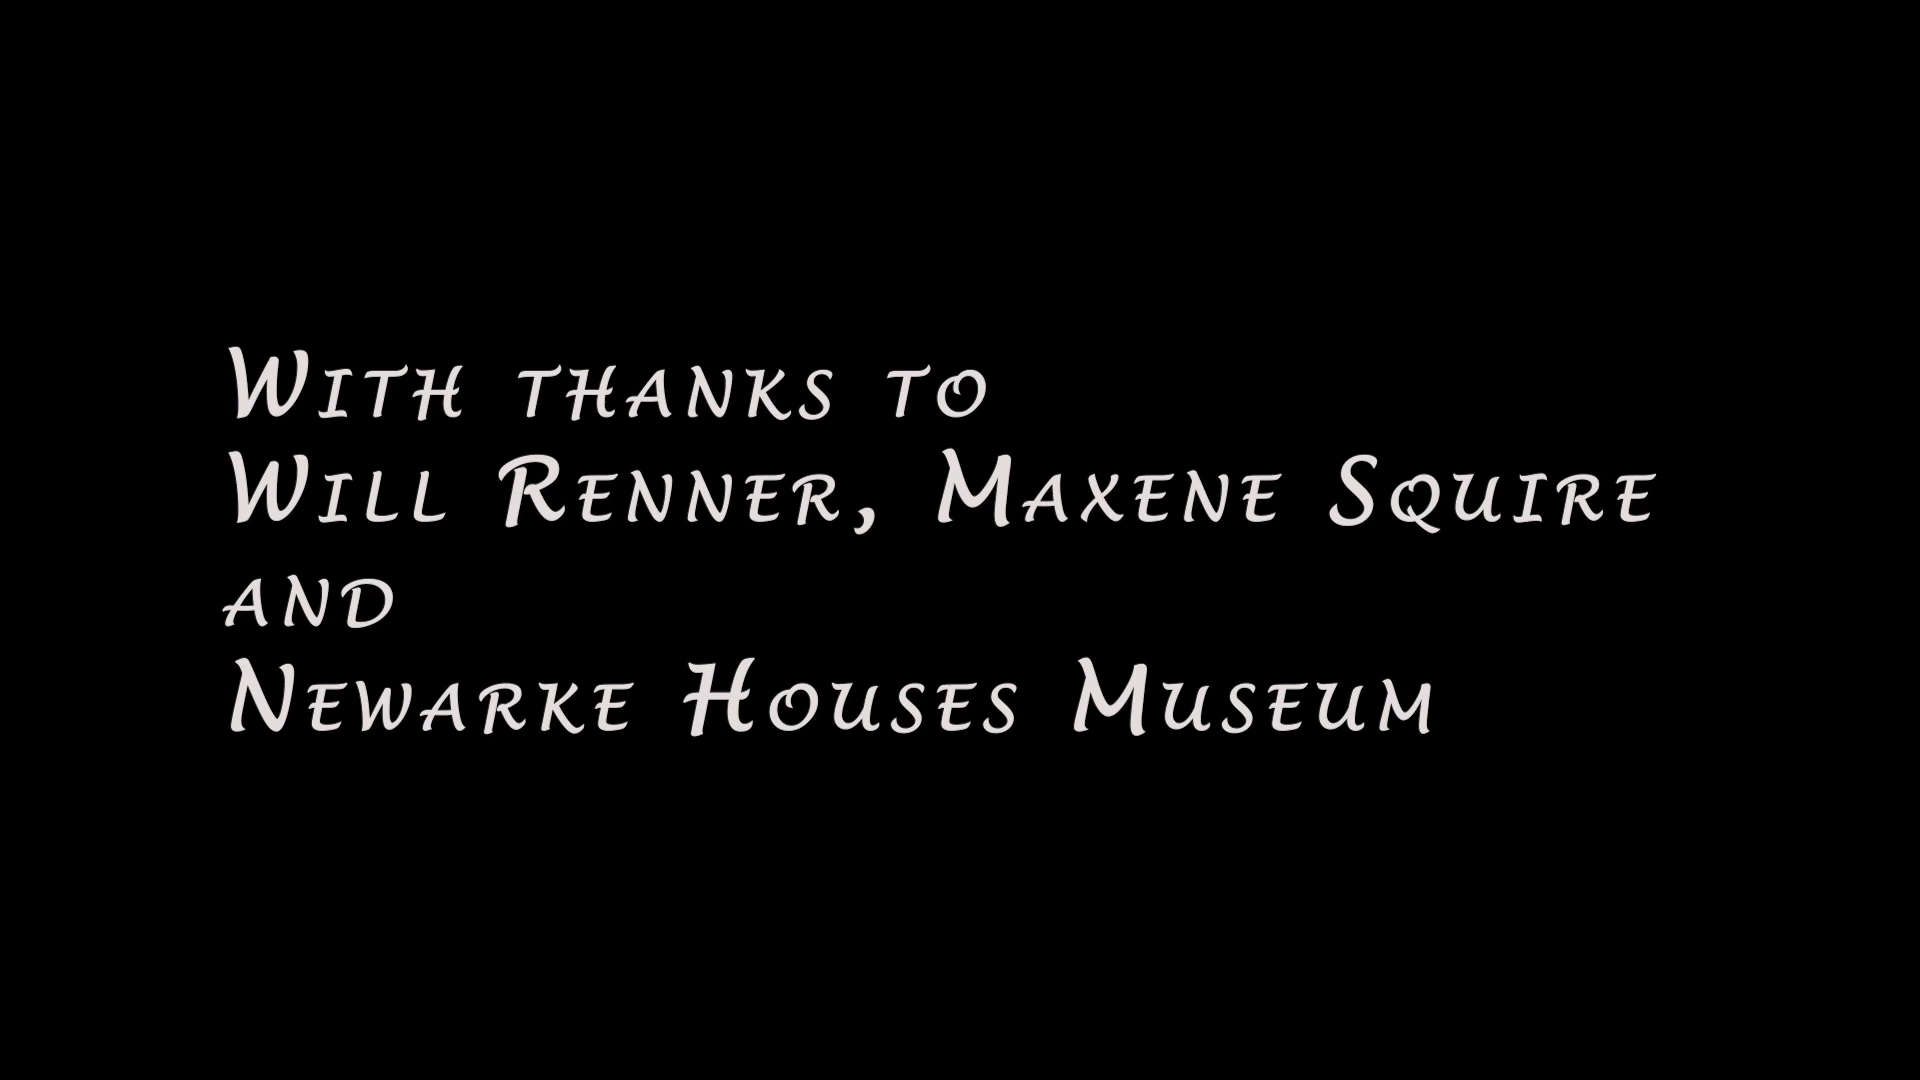 With thanks to
Will Renner, Maxene Squire
and
Newarke Houses Museum